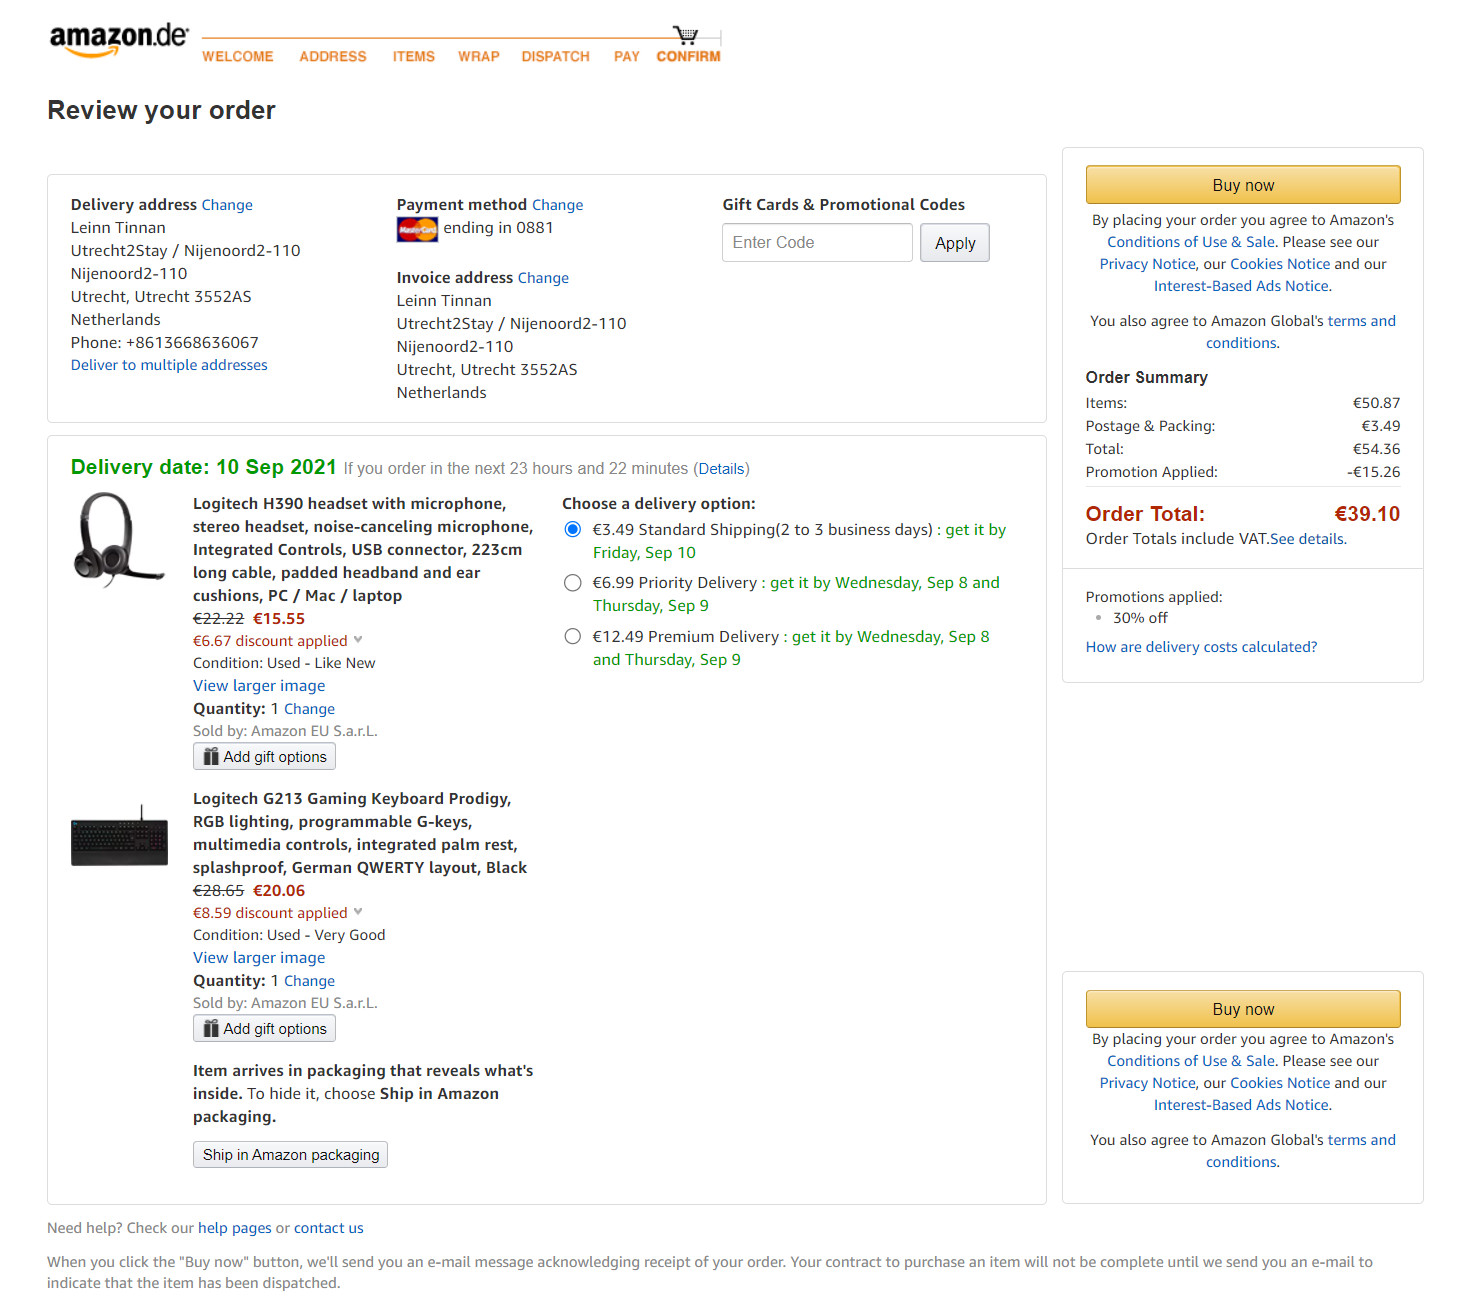 amazon.de
WELCOME ADDRESS ITEMS WRAP DISPATCH PAY CONFIRM
Review your order
Delivery address Change
Leinn Tinnan
Utrecht2Stay / Nijenoord2-110
Nijenoord2-110
Utrecht, Utrecht 3552AS
Netherlands
Phone: +8613668636067
Deliver to multiple addresses
Payment method Change
MasterCard ending in 0881
Invoice address Change
Leinn Tinnan
Utrecht2Stay / Nijenoord2-110
Nijenoord2-110
Utrecht, Utrecht 3552AS
Netherlands
Gift Cards & Promotional Codes
Enter Code Apply
Delivery date: 10 Sep 2021 If you order in the next 23 hours and 22 minutes (Details)
Logitech H390 headset with microphone,
stereo headset, noise-canceling microphone,
Integrated Controls, USB connector, 223cm
long cable, padded headband and ear
cushions, PC / Mac / laptop
€22.22 €15.55
€6.67 discount applied
Condition: Used - Like New
View larger image
Quantity: 1 Change
Sold by: Amazon EU S.a.r.L.
Add gift options
Logitech G213 Gaming Keyboard Prodigy,
RGB lighting, programmable G-keys,
multimedia controls, integrated palm rest,
splashproof, German QWERTY layout, Black
€28.65 €20.06
€8.59 discount applied
Condition: Used - Very Good
View larger image
Quantity: 1 Change
Sold by: Amazon EU S.a.r.L.
Add gift options
Item arrives in packaging that reveals what's
inside. To hide it, choose Ship in Amazon
packaging.
Ship in Amazon packaging
Choose a delivery option:
€3.49 Standard Shipping(2 to 3 business days) : get it by
Friday, Sep 10
€6.99 Priority Delivery : get it by Wednesday, Sep 8 and
Thursday, Sep 9
€12.49 Premium Delivery : get it by Wednesday, Sep 8
and Thursday, Sep 9
Buy now
By placing your order you agree to Amazon's
Conditions of Use & Sale. Please see our
Privacy Notice, our Cookies Notice and our
Interest-Based Ads Notice.
You also agree to Amazon Global's terms and
conditions.
Order Summary
Items: €50.87
Postage & Packing: €3.49
Total: €54.36
Promotion Applied: -€15.26
Order Total: €39.10
Order Totals include VAT.See details.
Promotions applied:
30% off
How are delivery costs calculated?
Buy now
By placing your order you agree to Amazon's
Conditions of Use & Sale. Please see our
Privacy Notice, our Cookies Notice and our
Interest-Based Ads Notice.
You also agree to Amazon Global's terms and
conditions.
Need help? Check our help pages or contact us
When you click the "Buy now" button, we'll send you an e-mail message acknowledging receipt of your order. Your contract to purchase an item will not be complete until we send you an e-mail to
indicate that the item has been dispatched.